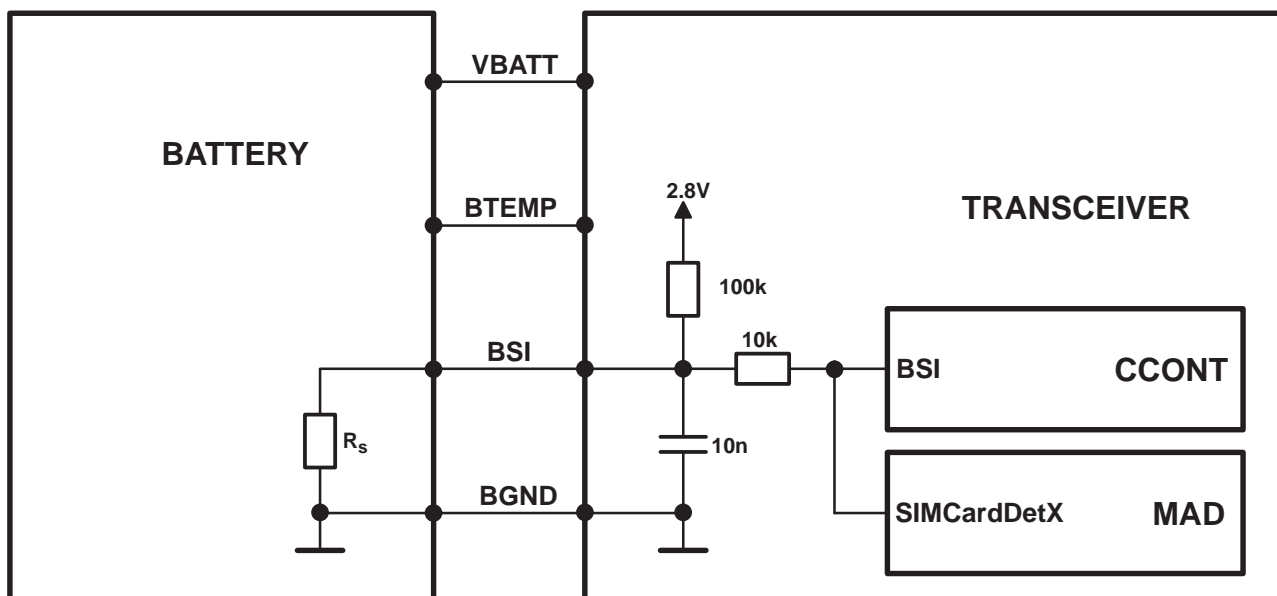 VBATT
BATTERY
2.8V
BTEMP
TRANSCEIVER
100k
10k
BSI
BSI
CCONT
Rs
10n
BGND
SIMCardDetX
MAD